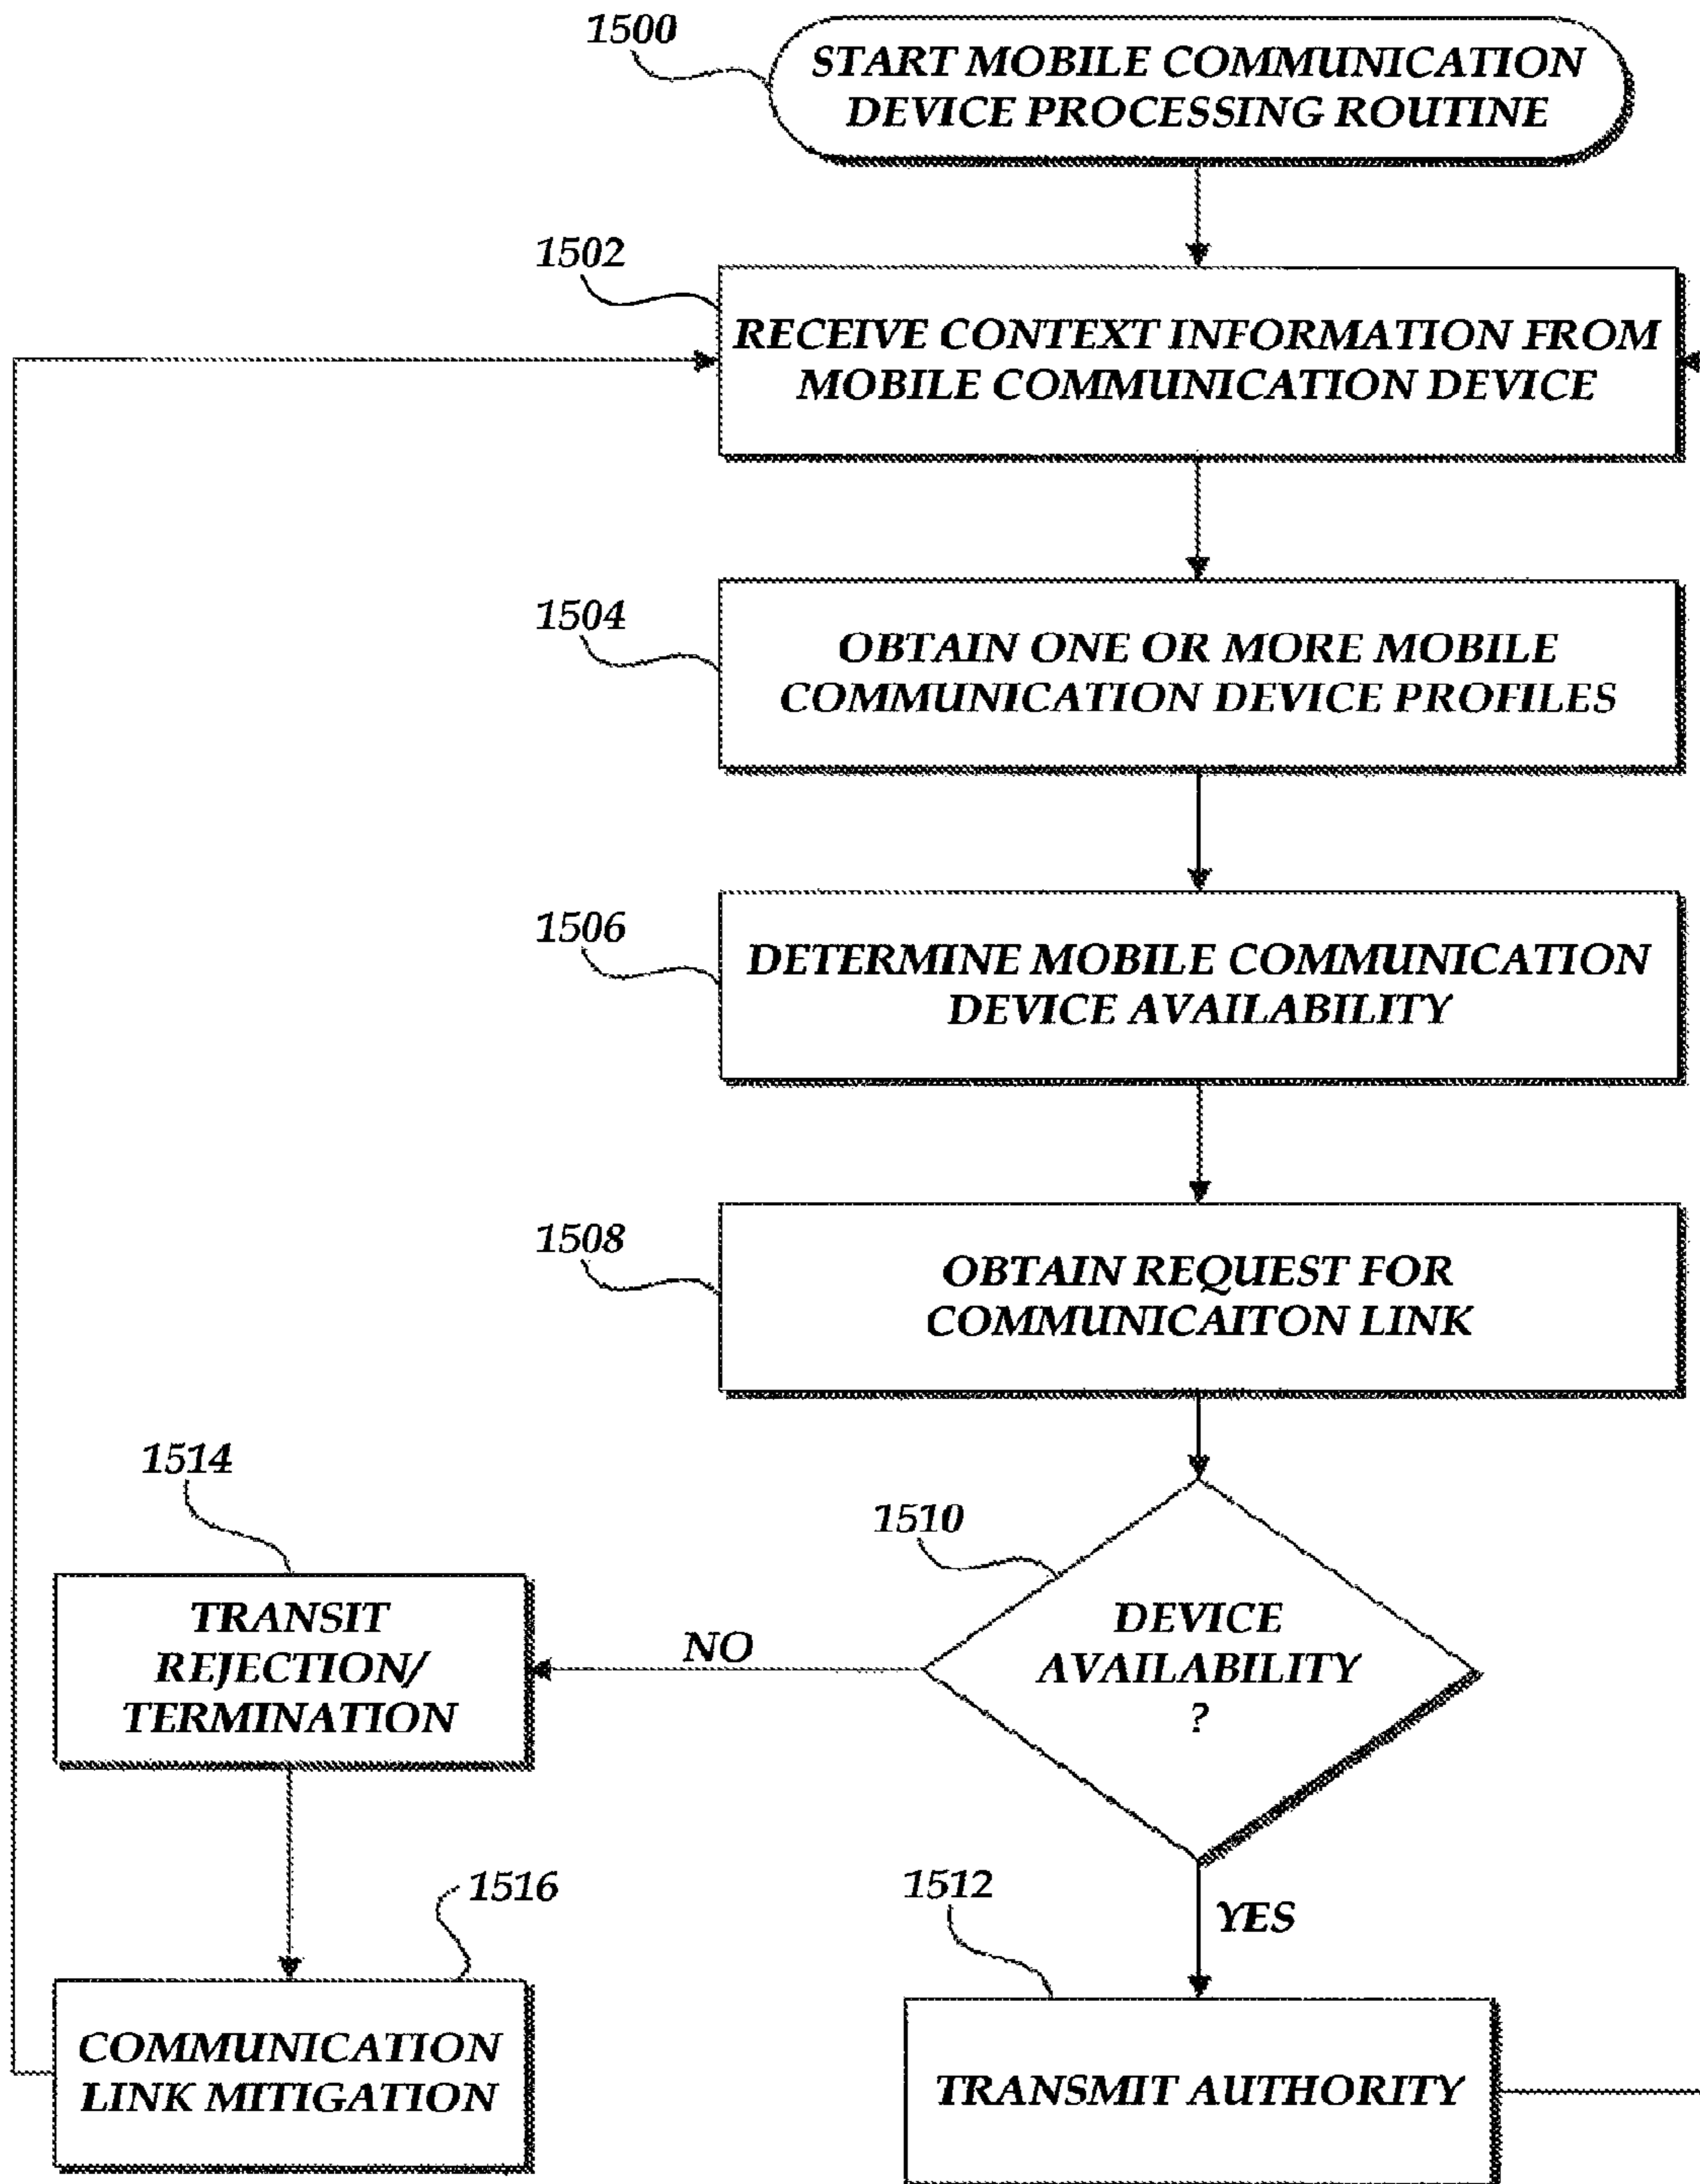 1500
START MOBILE COMMUNICATION
DEVICE PROCESSING ROUTINE
1502
RECEIVE CONTEXT INFORMATION FROM
MOBILE COMMUNICATION DEVICE
1504
OBTAIN ONE OR MORE MOBILE
COMMUNICATION DEVICE PROFILES
1506
DETERMINE MOBILE COMMUNICATION
DEVICE AVAILABILITY
1508
OBTAIN REQUEST FOR
COMMUNICAITON LINK
1510
DEVICE
AVAILABILITY
?
NO
1514
TRANSIT
REJECTION/
TERMINATION
1516
COMMUNICATION
LINK MITIGATION
YES
1512
TRANSMIT AUTHORITY